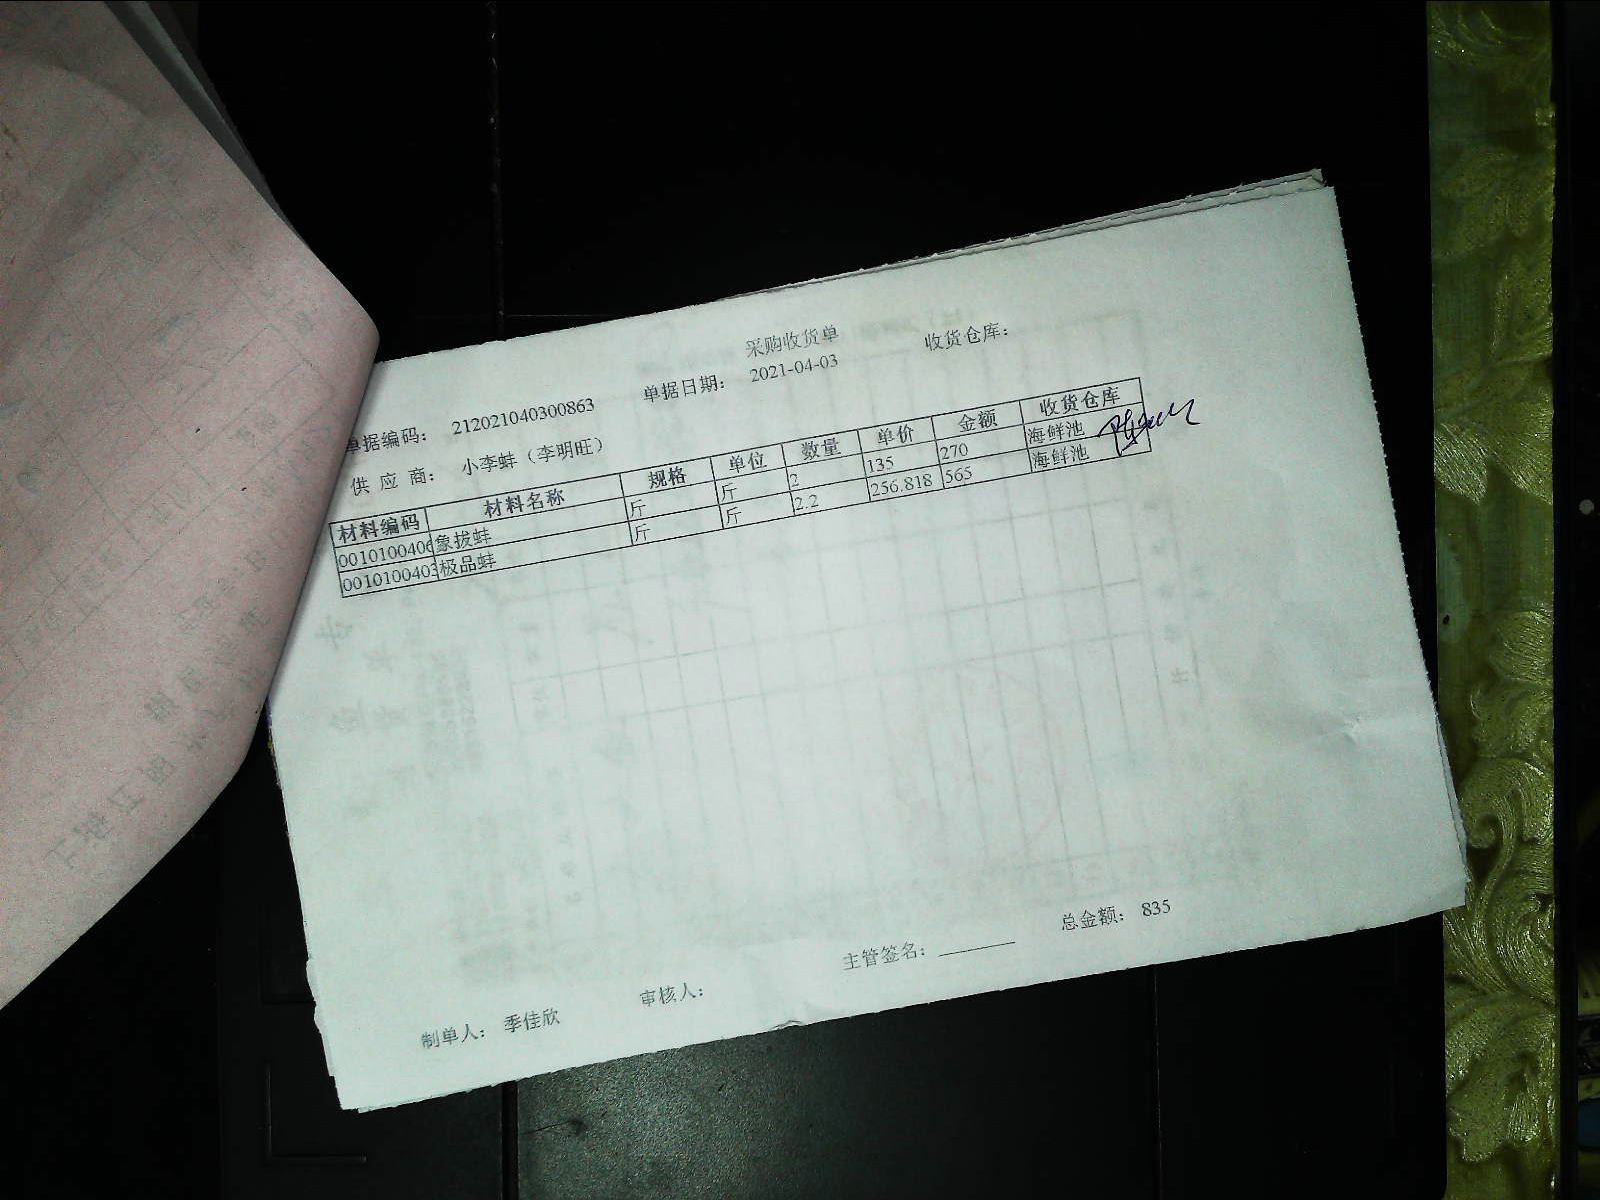 采购收货单
单据编码： 212021040300863 单据日期： 2021-04-03 收货仓库：
供 应 商： 小李蚌（李明旺）
材料编码 材料名称 规格 单位 数量 单价 金额 收货仓库
0010100406 象拔蚌 斤 斤 2 135 270 海鲜池
0010100403 极品蚌 斤 斤 2.2 256.818 565 海鲜池
总金额： 835
制单人： 季佳欣 审核人： 主管签名：